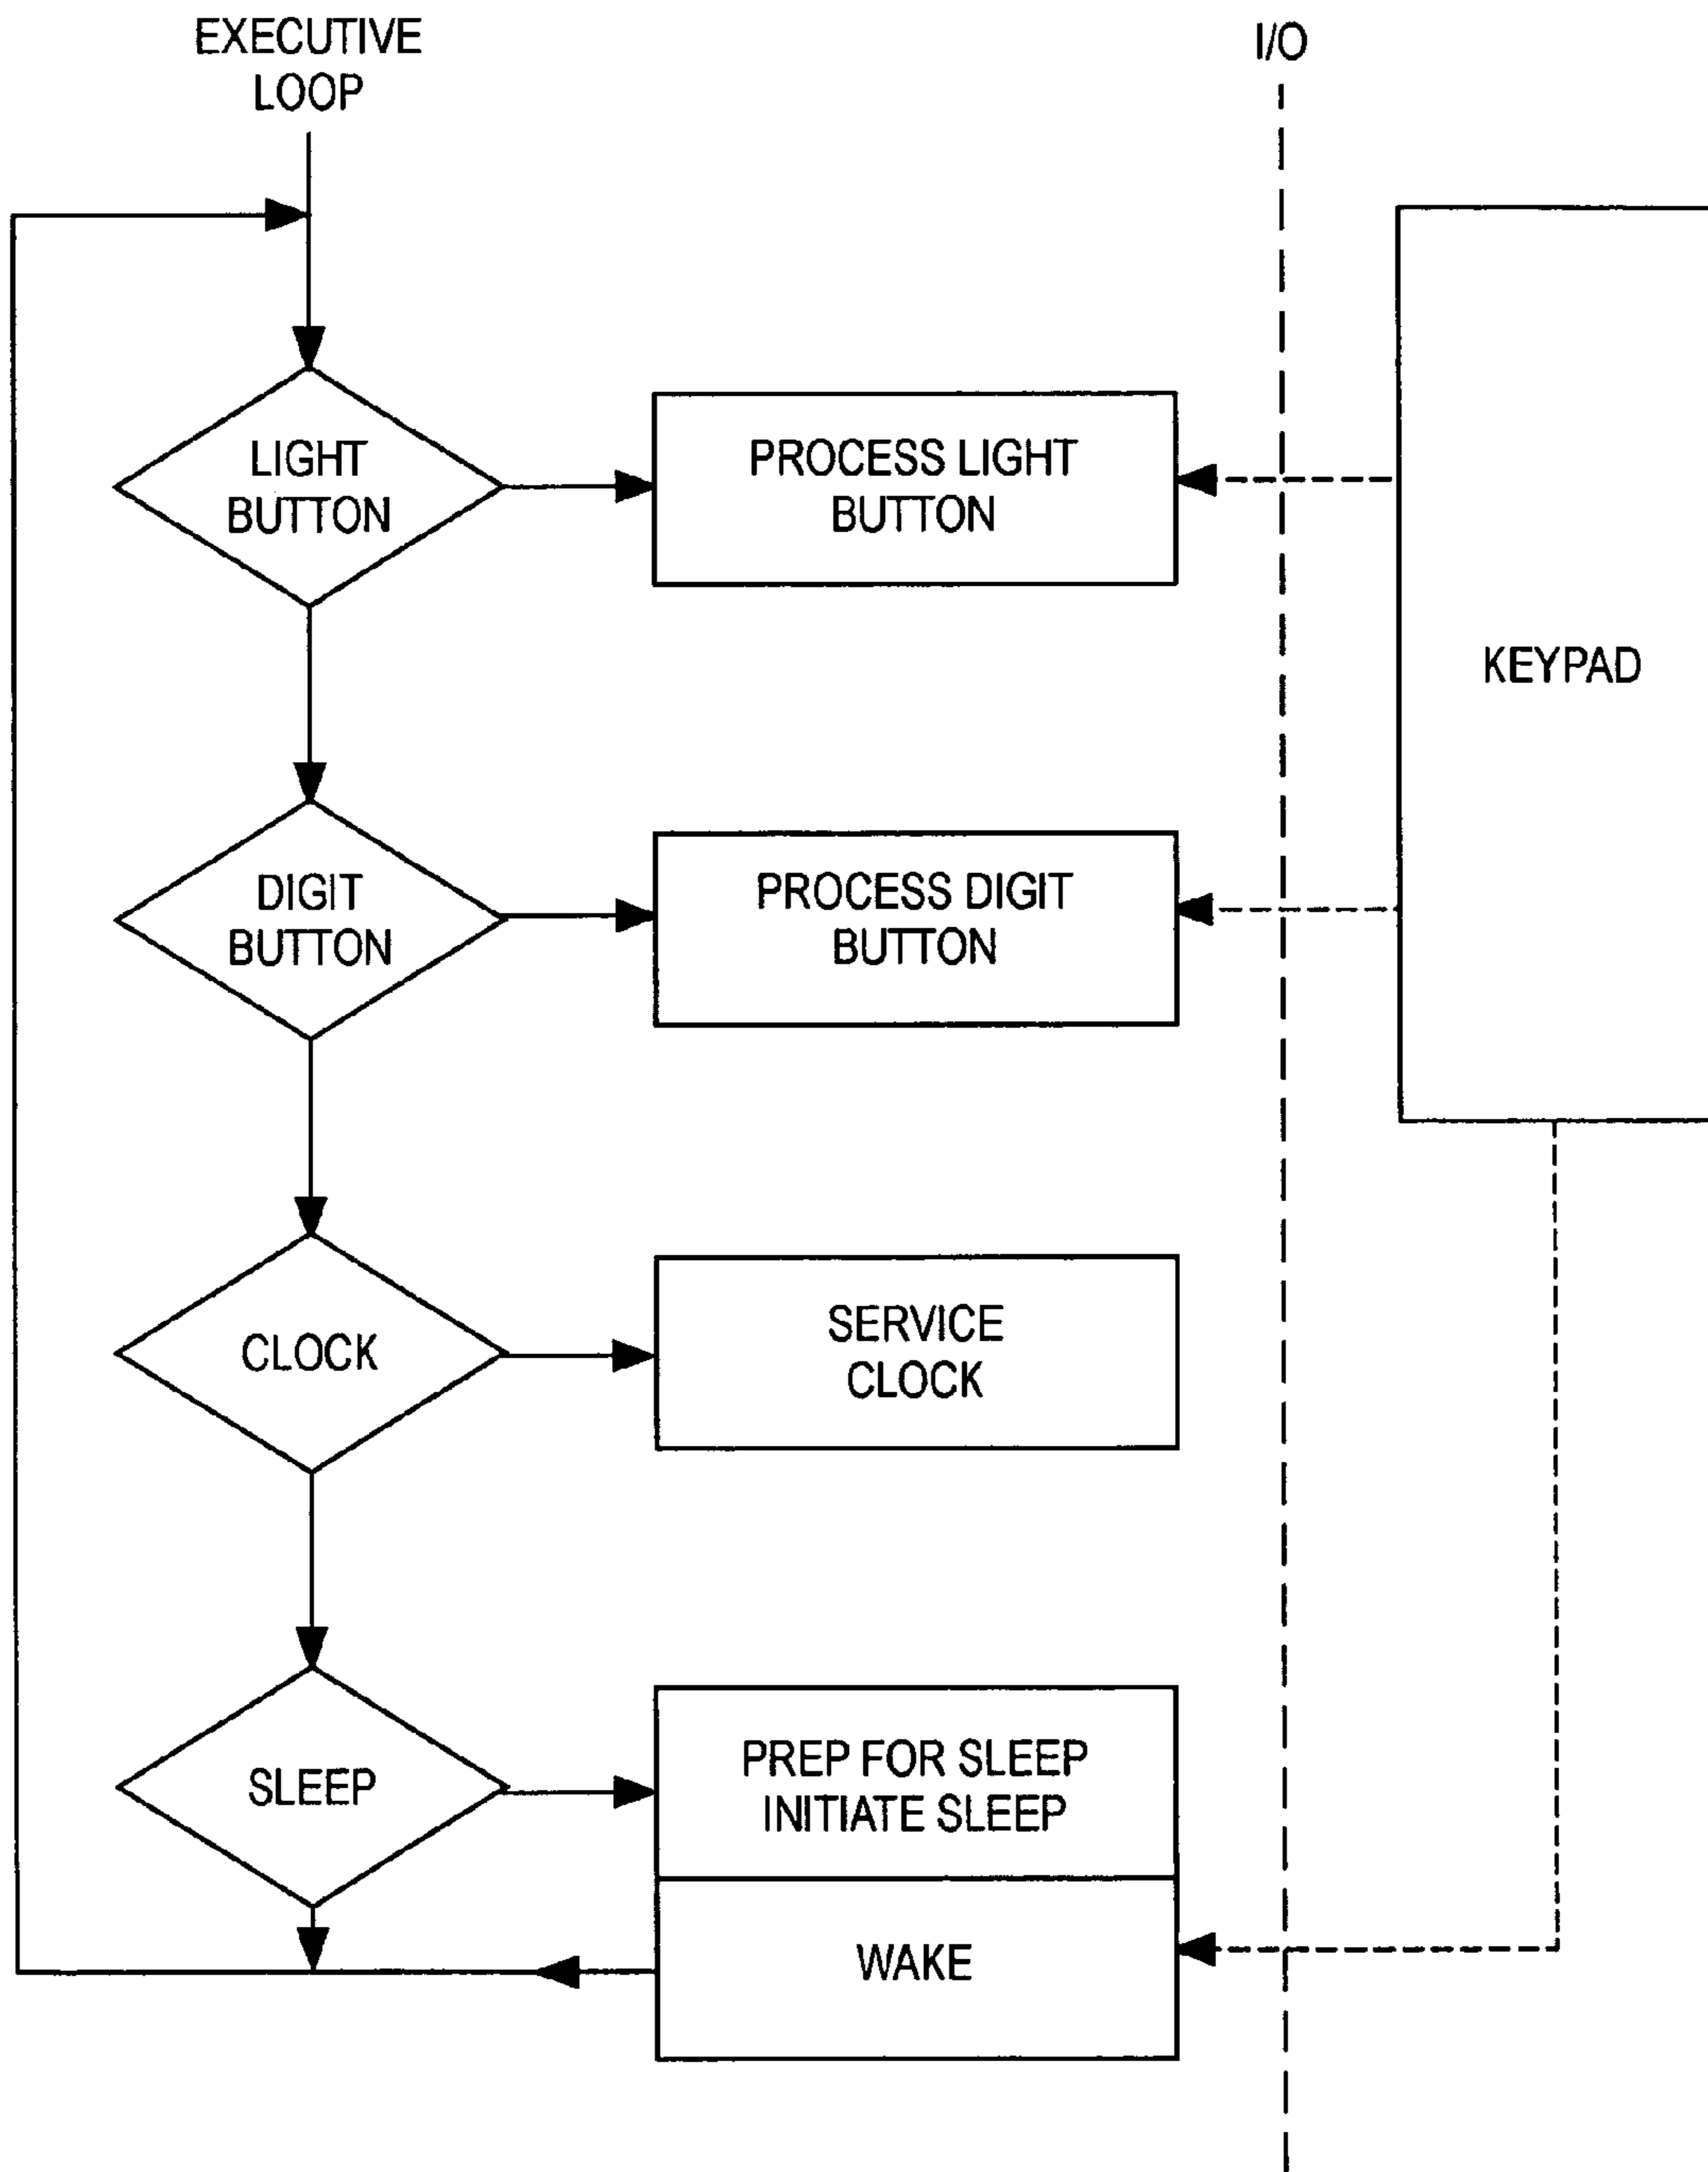 EXECUTIVE
LOOP
I/O
LIGHT
BUTTON
PROCESS LIGHT
BUTTON
KEYPAD
DIGIT
BUTTON
PROCESS DIGIT
BUTTON
CLOCK
SERVICE
CLOCK
SLEEP
PREP FOR SLEEP
INITIATE SLEEP
WAKE